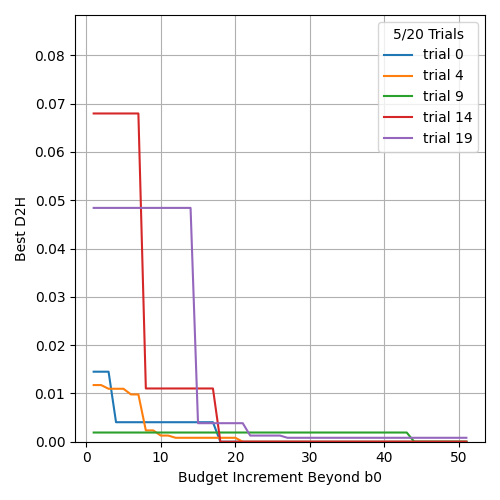 5/20 Trials
trial 0
trial 4
trial 9
trial 14
trial 19
0.08
0.07
0.06
0.05
0.04
0.03
0.02
0.01
0.00
Best D2H
0 10 20 30 40 50
Budget Increment Beyond b0